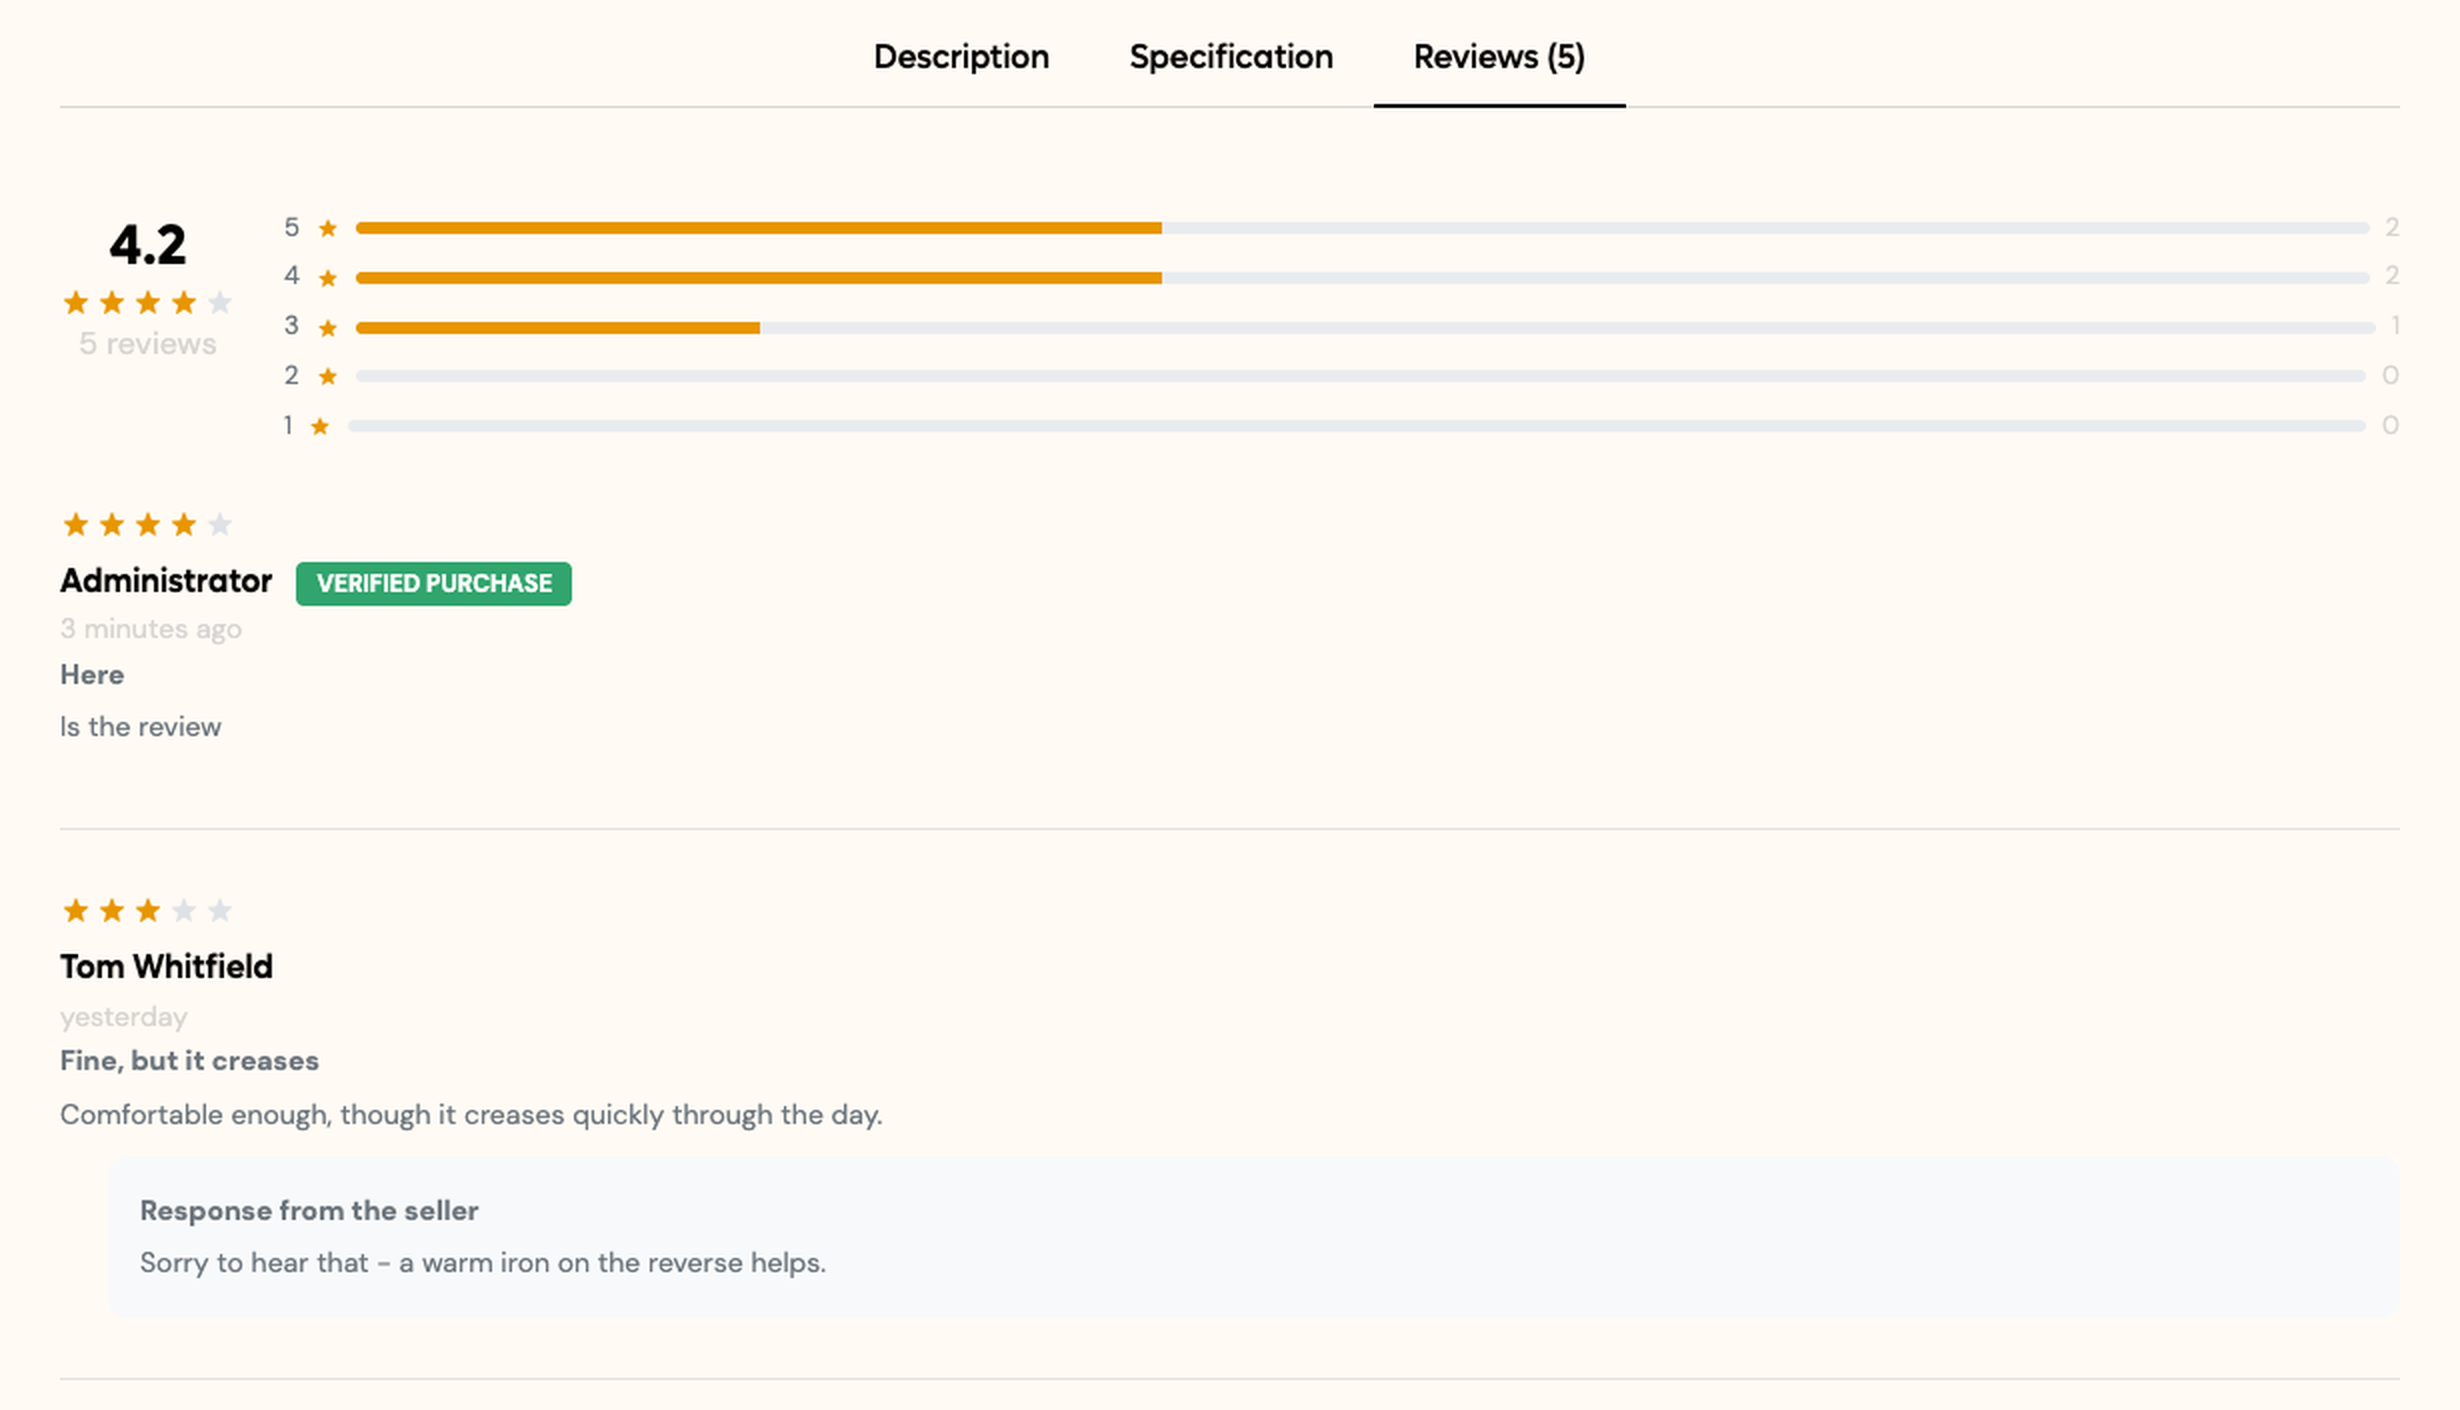 Description Specification Reviews (5)
4.2
5 reviews
5 2
4 2
3 1
2 0
1 0
Administrator VERIFIED PURCHASE
3 minutes ago
Here
Is the review
Tom Whitfield
yesterday
Fine, but it creases
Comfortable enough, though it creases quickly through the day.
Response from the seller
Sorry to hear that – a warm iron on the reverse helps.